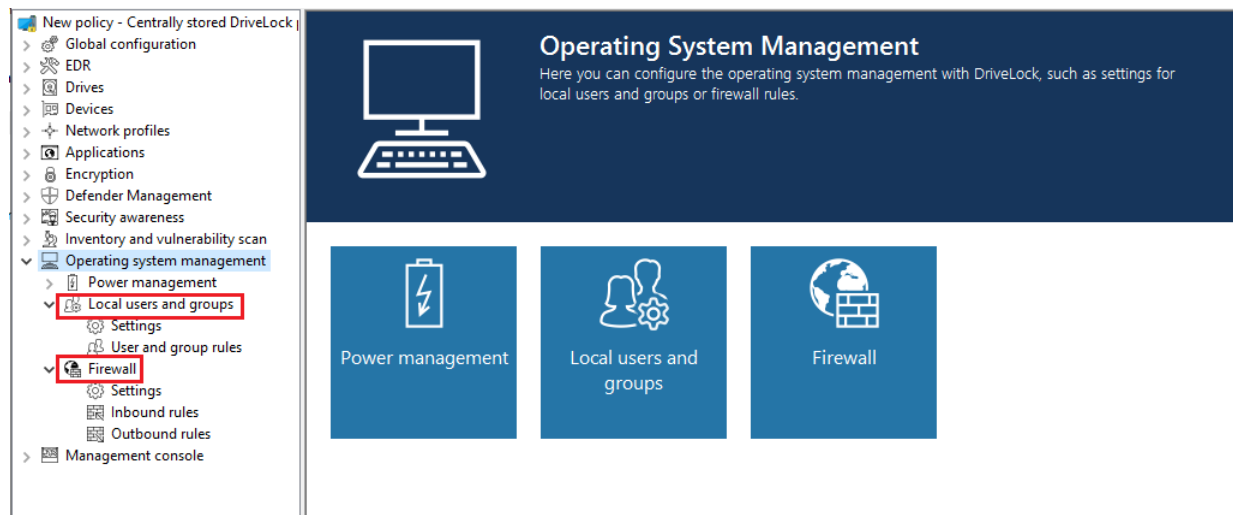 New policy - Centrally stored DriveLock
Global configuration
EDR
Drives
Devices
Network profiles
Applications
Encryption
Defender Management
Security awareness
Inventory and vulnerability scan
Operating system management
Power management
Local users and groups
Settings
User and group rules
Firewall
Settings
Inbound rules
Outbound rules
Management console
Operating System Management
Here you can configure the operating system management with DriveLock, such as settings for
local users and groups or firewall rules.
Power management
Local users and
groups
Firewall